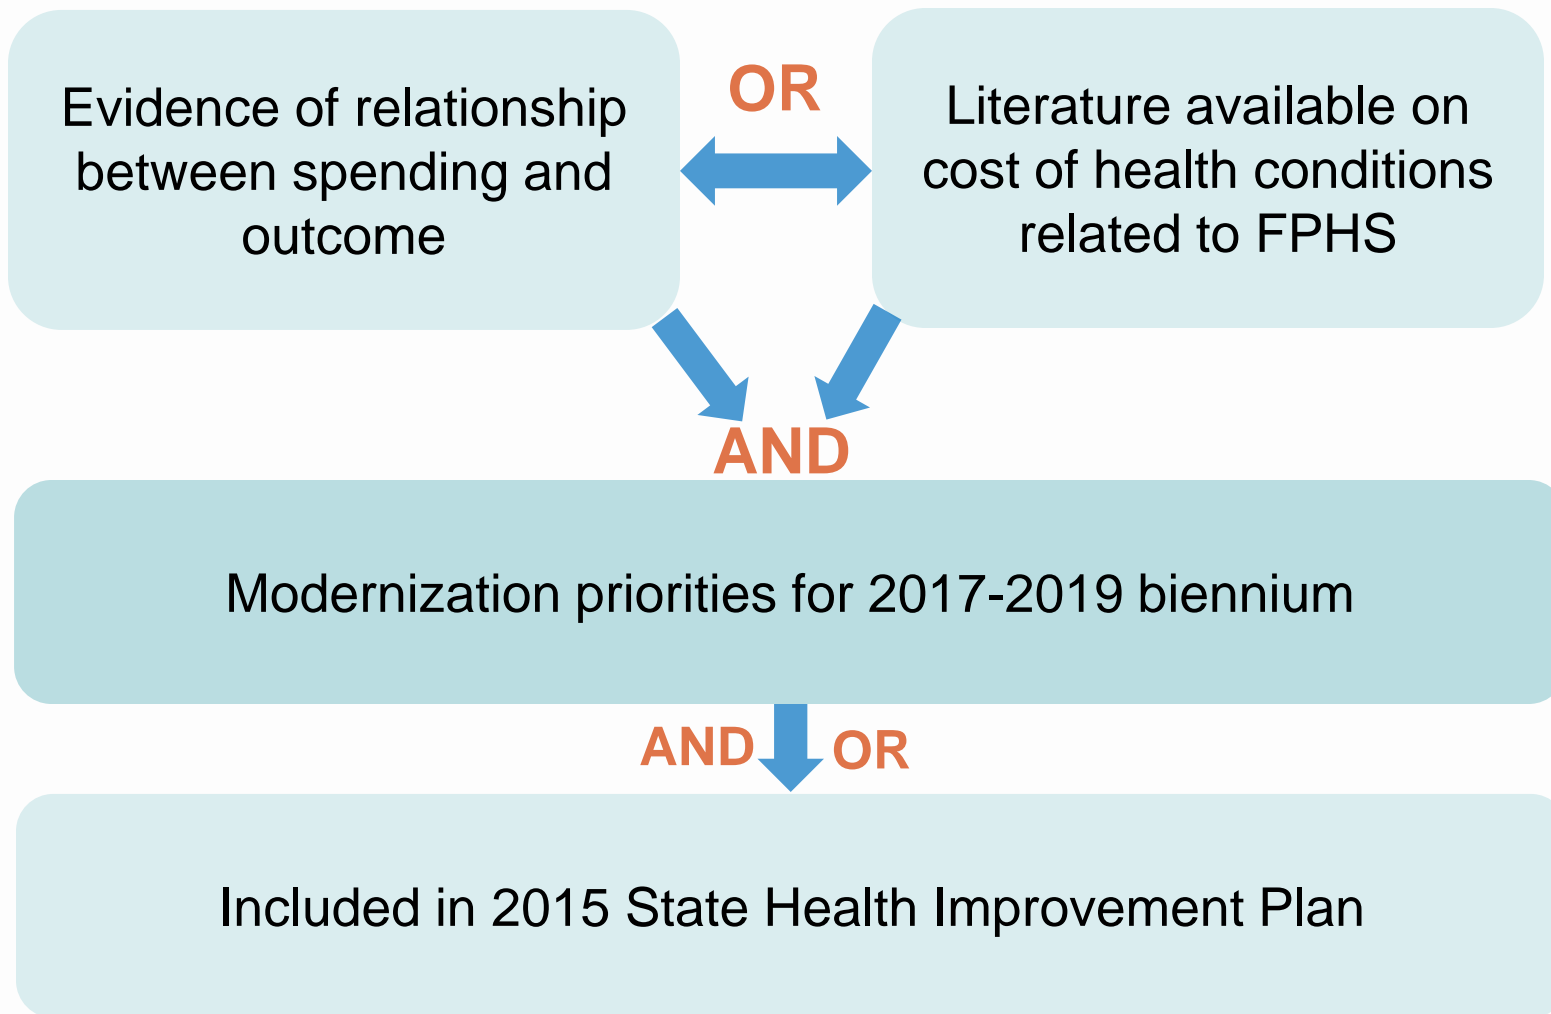 Evidence of relationship
between spending and
outcome
OR
Literature available on
cost of health conditions
related to FPHS
AND
Modernization priorities for 2017-2019 biennium
AND OR
Included in 2015 State Health Improvement Plan